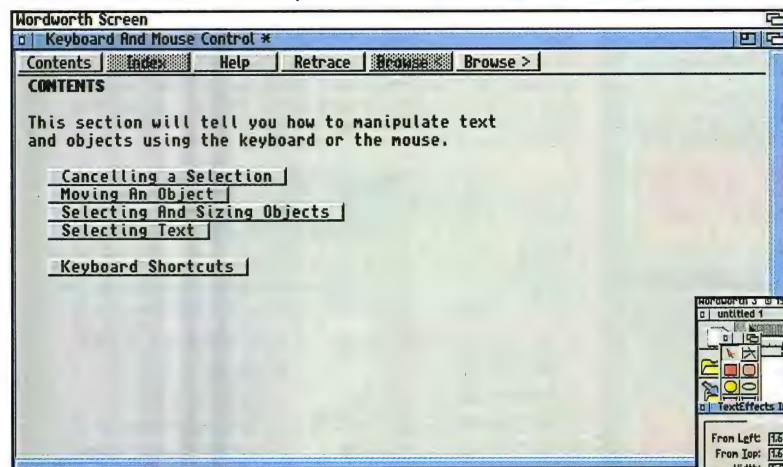 Wordworth Screen
Keyboard And Mouse Control *
Contents Index Help Retrace Browse < Browse >
CONTENTS
This section will tell you how to manipulate text
and objects using the keyboard or the mouse.
Cancelling a Selection
Moving An Object
Selecting And Sizing Objects
Selecting Text
Keyboard Shortcuts
Wordworth 3
untitled 1
TextEffects
From Left:
From Top: